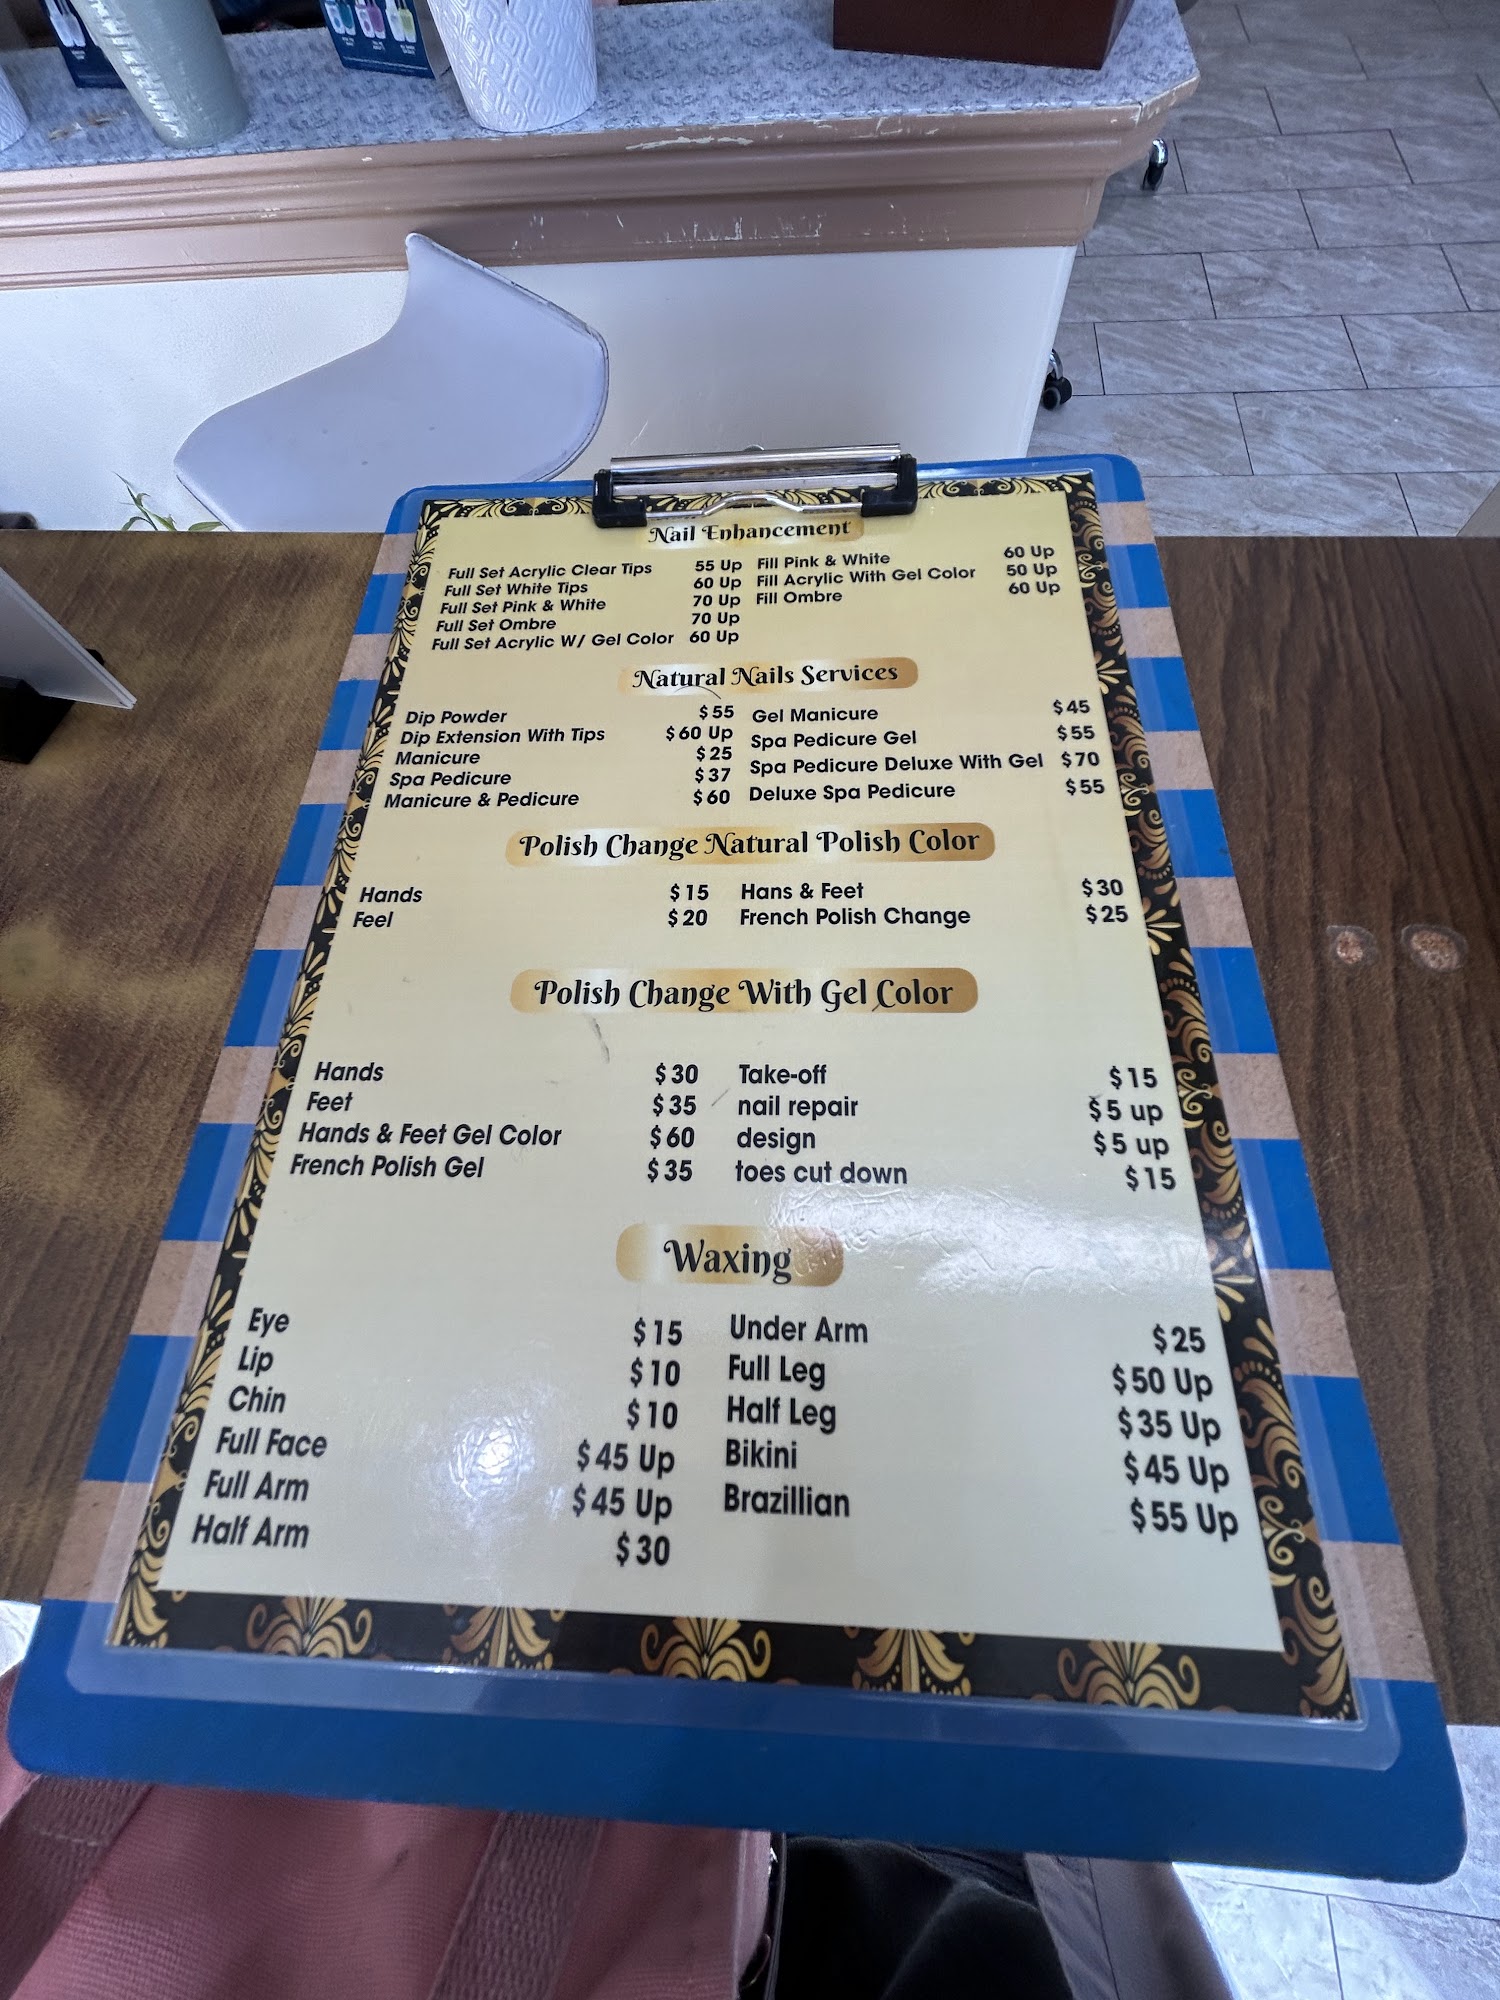 Nail Enhancement
Full Set Acrylic Clear Tips 55 Up
Full Set White Tips 60 Up
Full Set Pink & White 70 Up
Full Set Ombre 70 Up
Full Set Acrylic W/ Gel Color 60 Up
Fill Pink & White 60 Up
Fill Acrylic With Gel Color 50 Up
Fill Ombre 60 Up
Natural Nails Services
Dip Powder $55
Dip Extension With Tips $60 Up
Manicure $25
Spa Pedicure $37
Manicure & Pedicure $60
Gel Manicure $45
Spa Pedicure Gel $55
Spa Pedicure Deluxe With Gel $70
Deluxe Spa Pedicure $55
Polish Change Natural Polish Color
Hands $15
Feel $20
Hans & Feet $30
French Polish Change $25
Polish Change With Gel Color
Hands $30
Feet $35
Hands & Feet Gel Color $60
French Polish Gel $35
Take-off $15
nail repair $5 up
design $5 up
toes cut down $15
Waxing
Eye $15
Lip $10
Chin $10
Full Face $45 Up
Full Arm $45 Up
Half Arm $30
Under Arm $25
Full Leg $50 Up
Half Leg $35 Up
Bikini $45 Up
Brazillian $55 Up